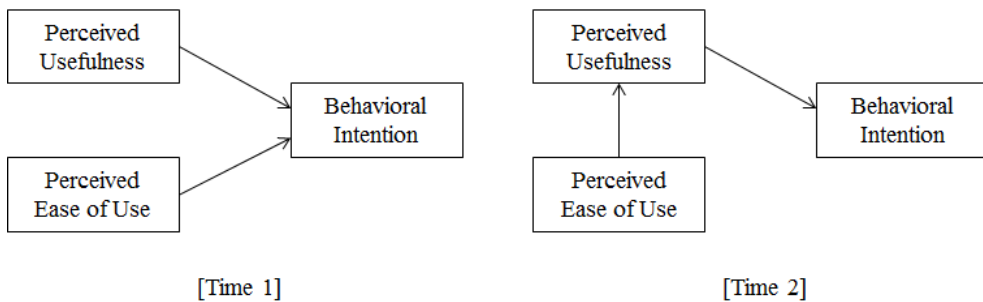 Perceived
Usefulness
Behavioral
Intention
Perceived
Ease of Use
[Time 1]
Perceived
Usefulness
Behavioral
Intention
Perceived
Ease of Use
[Time 2]